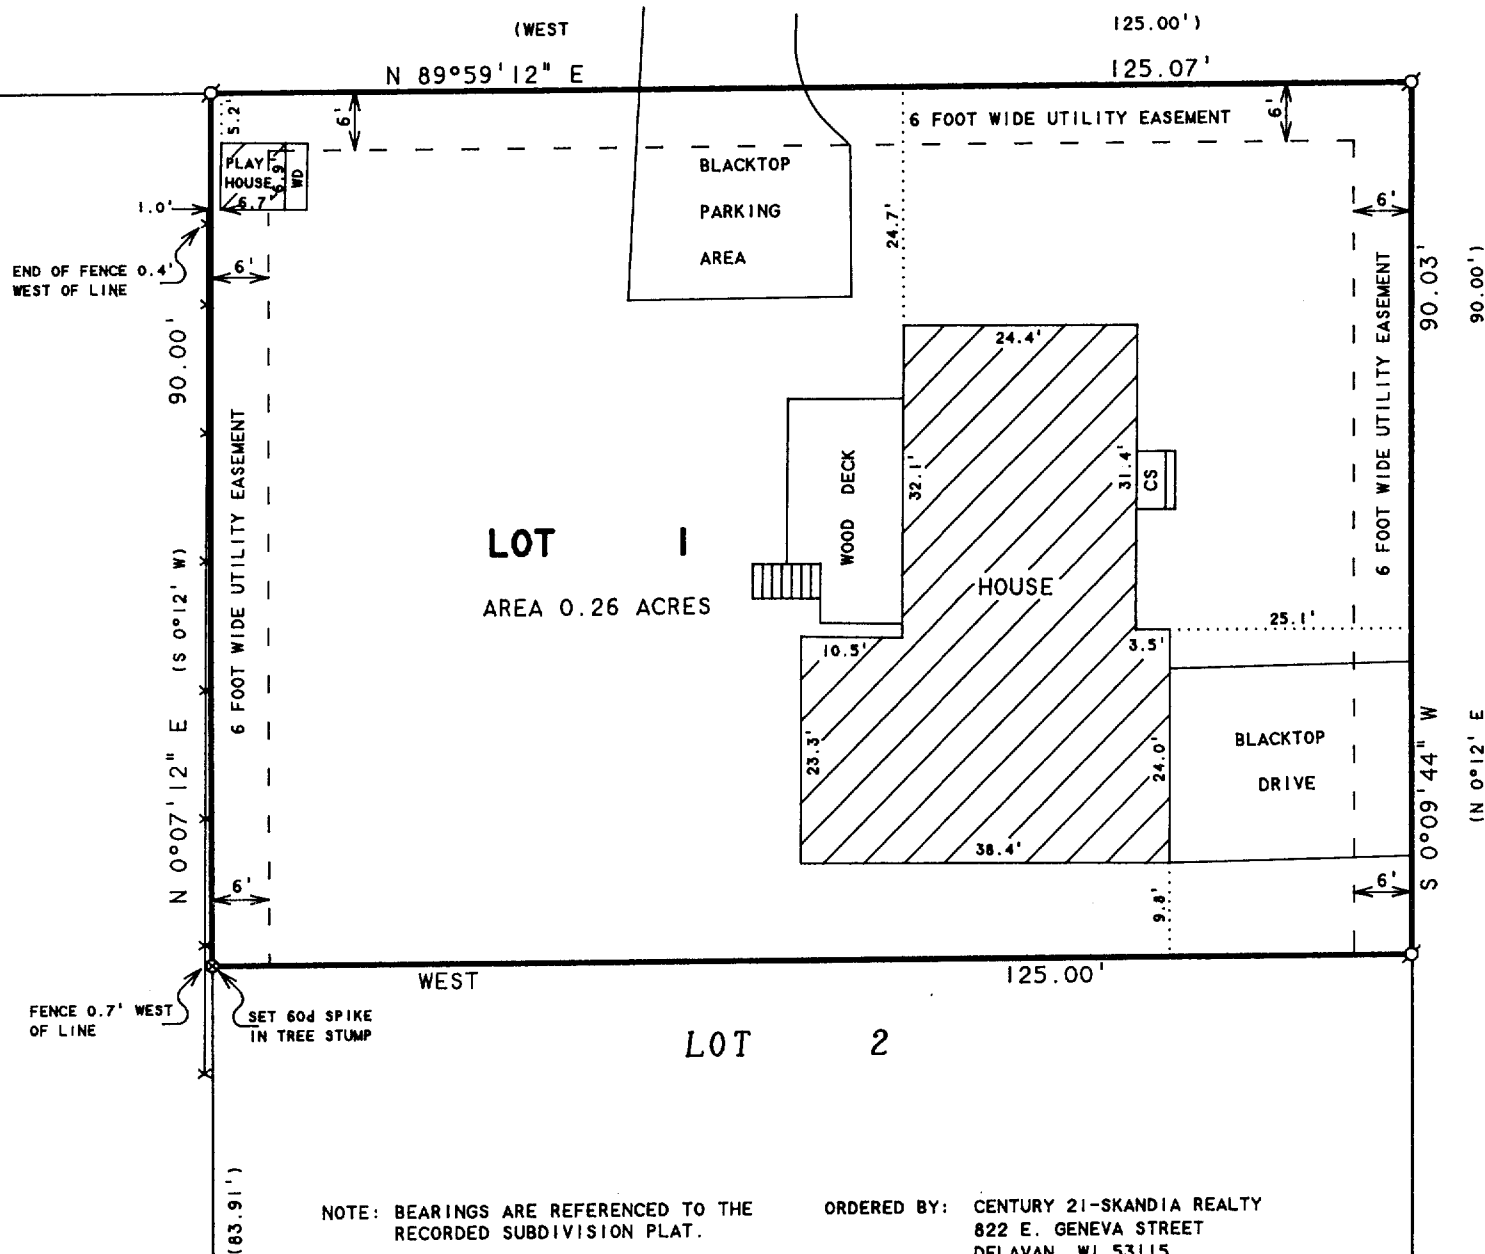 (WEST 125.00')
N 89°59'12" E 125.07'
5.2'
6'
6 FOOT WIDE UTILITY EASEMENT
6'
PLAY
HOUSE
6.9'
WD
6.7'
1.0'
END OF FENCE 0.4'
WEST OF LINE
6'
BLACKTOP
PARKING
AREA
24.7'
6'
90.03'
90.00')
90.00'
6 FOOT WIDE UTILITY EASEMENT
6 FOOT WIDE UTILITY EASEMENT
24.4'
WOOD DECK
32.1'
31.4'
CS
LOT 1
AREA 0.26 ACRES
HOUSE
(S 0°12' W)
N 0°07'12" E
25.1'
10.5'
3.5'
23.3'
24.0'
BLACKTOP
DRIVE
S 0°09'44" W
(N 0°12' E
38.4'
6'
6'
9.8'
WEST 125.00'
FENCE 0.7' WEST
OF LINE
SET 60d SPIKE
IN TREE STUMP
LOT 2
(83.91')
NOTE: BEARINGS ARE REFERENCED TO THE
RECORDED SUBDIVISION PLAT.
ORDERED BY: CENTURY 21-SKANDIA REALTY
822 E. GENEVA STREET
DELAVAN, WI 53115